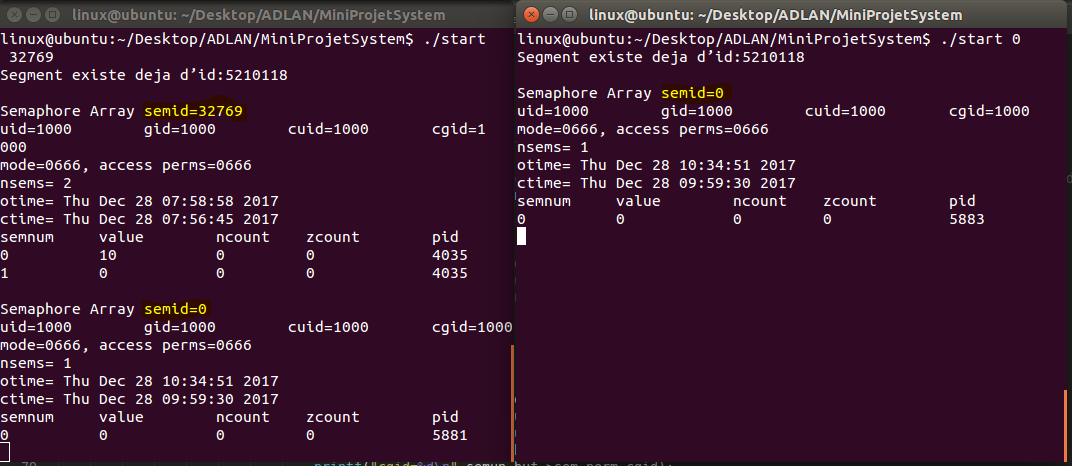 linux@ubuntu: ~/Desktop/ADLAN/MiniProjetSystem
linux@ubuntu:~/Desktop/ADLAN/MiniProjetSystem$ ./start
32769
Segment existe deja d’id:5210118
Semaphore Array semid=32769
uid=1000 gid=1000 cuid=1000 cgid=1
000
mode=0666, access perms=0666
nsems= 2
otime= Thu Dec 28 07:58:58 2017
ctime= Thu Dec 28 07:56:45 2017
semnum value ncount zcount pid
0 10 0 0 4035
1 0 0 0 4035
Semaphore Array semid=0
uid=1000 gid=1000 cuid=1000 cgid=1000
mode=0666, access perms=0666
nsems= 1
otime= Thu Dec 28 10:34:51 2017
ctime= Thu Dec 28 09:59:30 2017
semnum value ncount zcount pid
0 0 0 0 5881
linux@ubuntu: ~/Desktop/ADLAN/MiniProjetSystem
linux@ubuntu:~/Desktop/ADLAN/MiniProjetSystem$ ./start 0
Segment existe deja d’id:5210118
Semaphore Array semid=0
uid=1000 gid=1000 cuid=1000 cgid=1000
mode=0666, access perms=0666
nsems= 1
otime= Thu Dec 28 10:34:51 2017
ctime= Thu Dec 28 09:59:30 2017
semnum value ncount zcount pid
0 0 0 0 5883